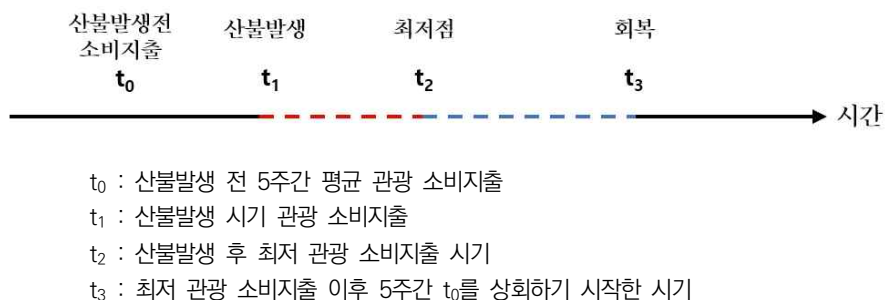 산불발생전 산불발생 최저점 회복
소비지출
t₀ t₁ t₂ t₃
시간
t₀ : 산불발생 전 5주간 평균 관광 소비지출
t₁ : 산불발생 시기 관광 소비지출
t₂ : 산불발생 후 최저 관광 소비지출 시기
t₃ : 최저 관광 소비지출 이후 5주간 t₀를 상회하기 시작한 시기